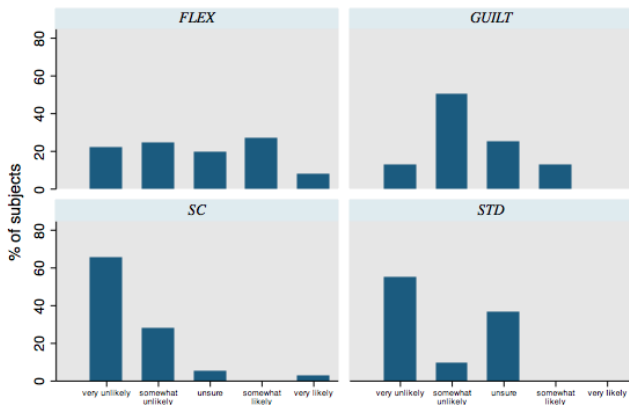 FLEX
GUILT
80
60
40
20
0
SC
STD
% of subjects
80
60
40
20
0
very unlikely
somewhat
unlikely
unsure
somewhat
likely
very likely
very unlikely
somewhat
unlikely
unsure
somewhat
likely
very likely